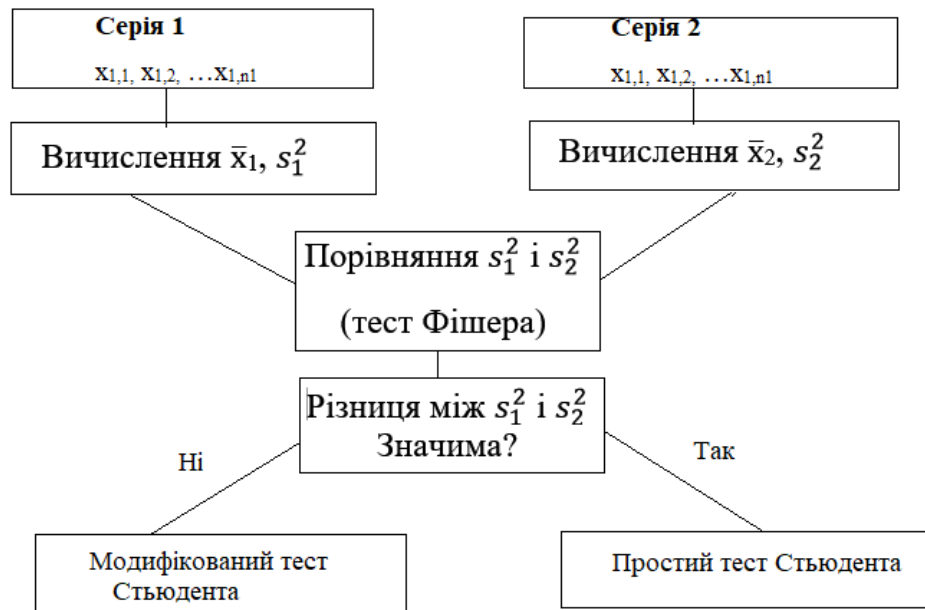 Серія 1
x1,1, x1,2, …x1,n1
Серія 2
x1,1, x1,2, …x1,n1
Вичислення x̄₁, s₁²
Вичислення x̄₂, s₂²
Порівняння s₁² і s₂²
(тест Фішера)
Різниця між s₁² і s₂²
Значима?
Ні
Так
Модифікований тест
Стьюдента
Простий тест Стьюдента